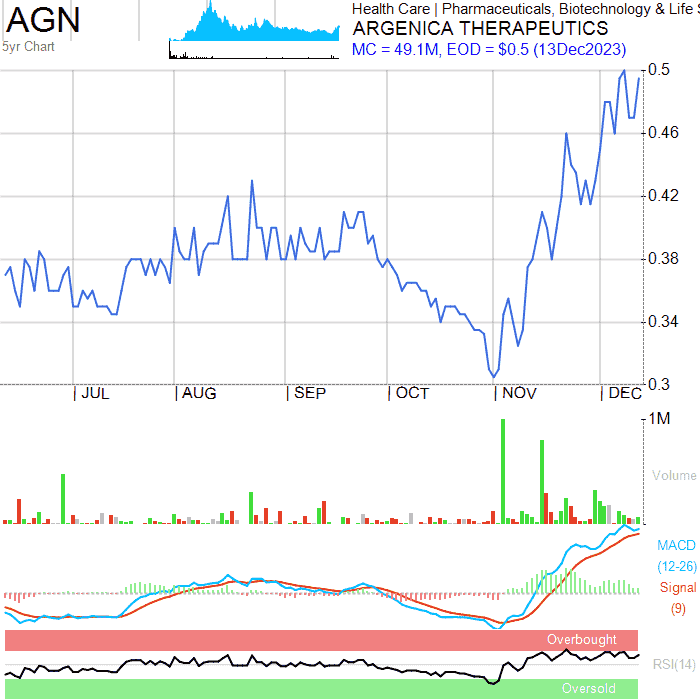 AGN
5yr Chart
Health Care | Pharmaceuticals, Biotechnology & Life S
ARGENICA THERAPEUTICS
MC = 49.1M, EOD = $0.5 (13Dec2023)
0.5
0.46
0.42
0.38
0.34
0.3
| JUL | AUG | SEP | OCT | NOV | DEC
1M
Volume
MACD
(12-26)
Signal
(9)
Overbought
RSI(14)
Oversold